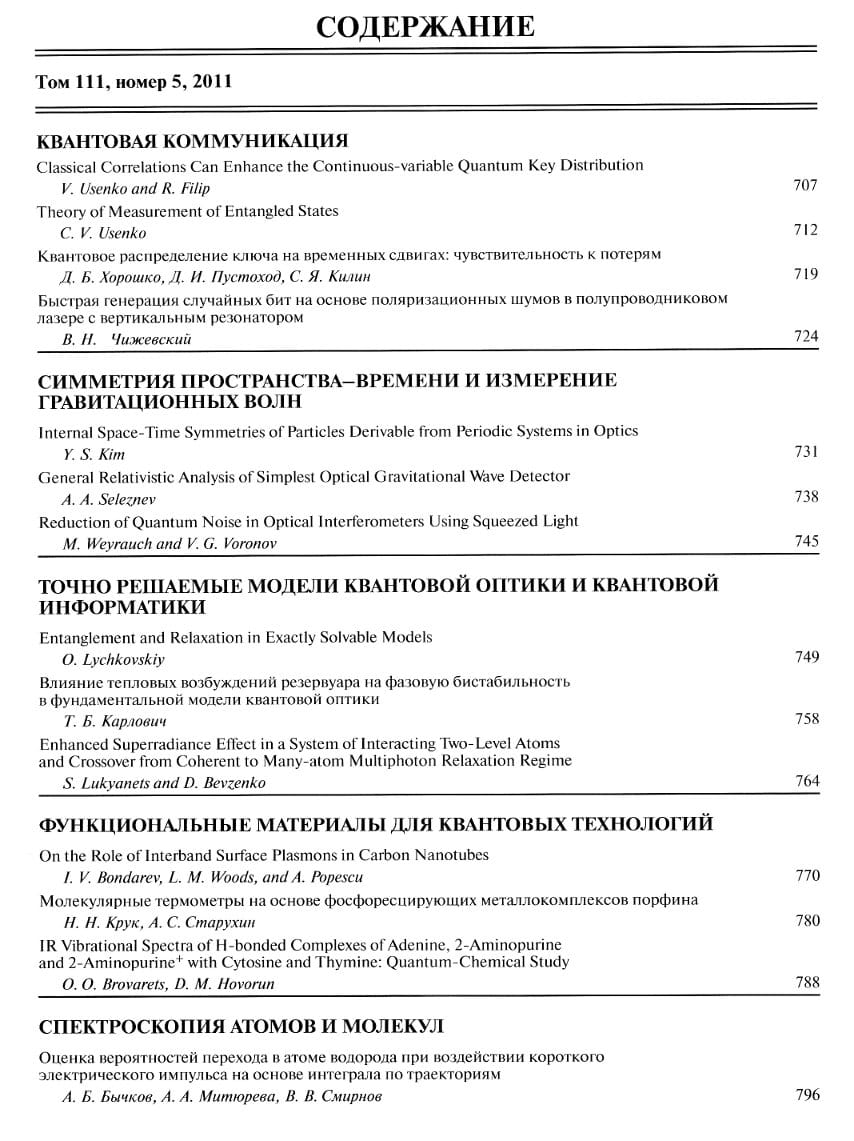 СОДЕРЖАНИЕ
Том 111, номер 5, 2011
КВАНТОВАЯ КОММУНИКАЦИЯ
Classical Correlations Can Enhance the Continuous-variable Quantum Key Distribution
V. Usenko and R. Filip 707
Theory of Measurement of Entangled States
C. V. Usenko 712
Квантовое распределение ключа на временных сдвигах: чувствительность к потерям
Д. Б. Хорошко, Д. И. Пустоход, С. Я. Килин 719
Быстрая генерация случайных бит на основе поляризационных шумов в полупроводниковом
лазере с вертикальным резонатором
В. Н. Чижевский 724
СИММЕТРИЯ ПРОСТРАНСТВА–ВРЕМЕНИ И ИЗМЕРЕНИЕ
ГРАВИТАЦИОННЫХ ВОЛН
Internal Space-Time Symmetries of Particles Derivable from Periodic Systems in Optics
Y. S. Kim 731
General Relativistic Analysis of Simplest Optical Gravitational Wave Detector
A. A. Seleznev 738
Reduction of Quantum Noise in Optical Interferometers Using Squeezed Light
M. Weyrauch and V. G. Voronov 745
ТОЧНО РЕШАЕМЫЕ МОДЕЛИ КВАНТОВОЙ ОПТИКИ И КВАНТОВОЙ
ИНФОРМАТИКИ
Entanglement and Relaxation in Exactly Solvable Models
O. Lychkovskiy 749
Влияние тепловых возбуждений резервуара на фазовую бистабильность
в фундаментальной модели квантовой оптики
Т. Б. Карлович 758
Enhanced Superradiance Effect in a System of Interacting Two-Level Atoms
and Crossover from Coherent to Many-atom Multiphoton Relaxation Regime
S. Lukyanets and D. Bevzenko 764
ФУНКЦИОНАЛЬНЫЕ МАТЕРИАЛЫ ДЛЯ КВАНТОВЫХ ТЕХНОЛОГИЙ
On the Role of Interband Surface Plasmons in Carbon Nanotubes
I. V. Bondarev, L. M. Woods, and A. Popescu 770
Молекулярные термометры на основе фосфоресцирующих металлокомплексов порфина
Н. Н. Крук, А. С. Старухин 780
IR Vibrational Spectra of H-bonded Complexes of Adenine, 2-Aminopurine
and 2-Aminopurine⁺ with Cytosine and Thymine: Quantum-Chemical Study
O. O. Brovarets, D. M. Hovorun 788
СПЕКТРОСКОПИЯ АТОМОВ И МОЛЕКУЛ
Оценка вероятностей перехода в атоме водорода при воздействии короткого
электрического импульса на основе интеграла по траекториям
А. Б. Бычков, А. А. Митюрева, В. В. Смирнов 796